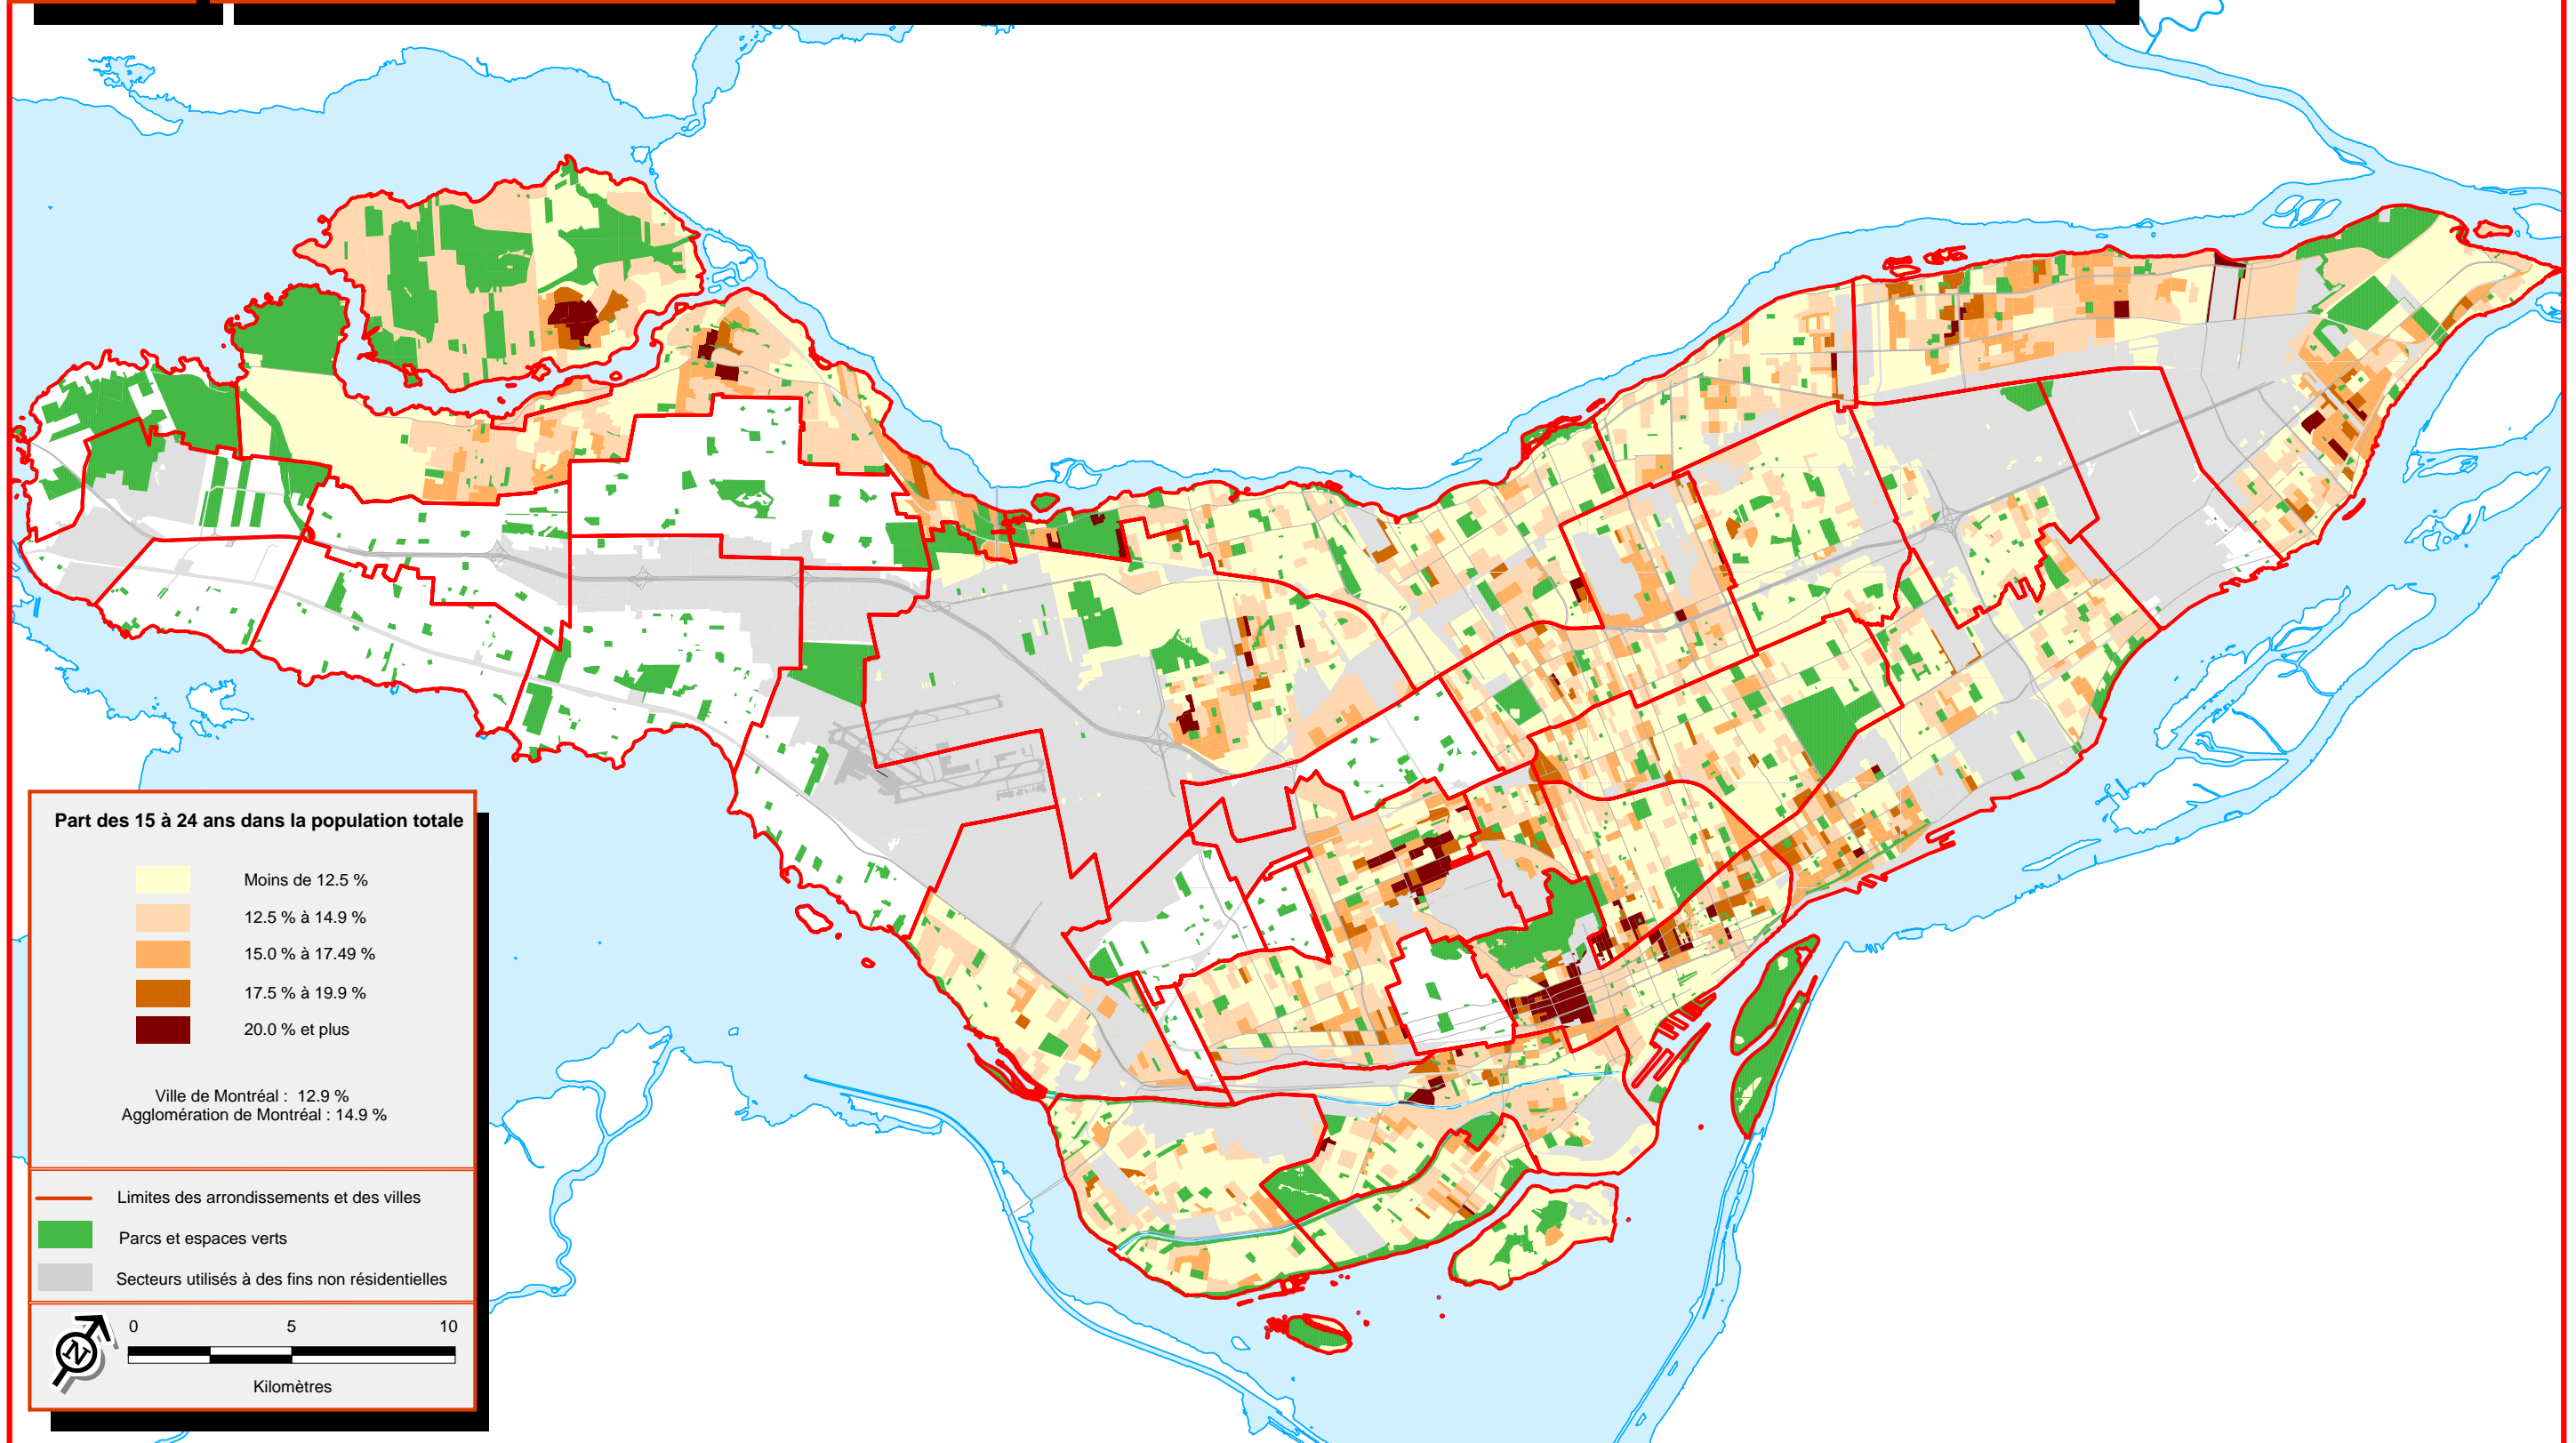 Part des 15 à 24 ans dans la population totale
Moins de 12.5 %
12.5 % à 14.9 %
15.0 % à 17.49 %
17.5 % à 19.9 %
20.0 % et plus
Ville de Montréal : 12.9 %
Agglomération de Montréal : 14.9 %
Limites des arrondissements et des villes
Parcs et espaces verts
Secteurs utilisés à des fins non résidentielles
N
0 5 10
Kilomètres